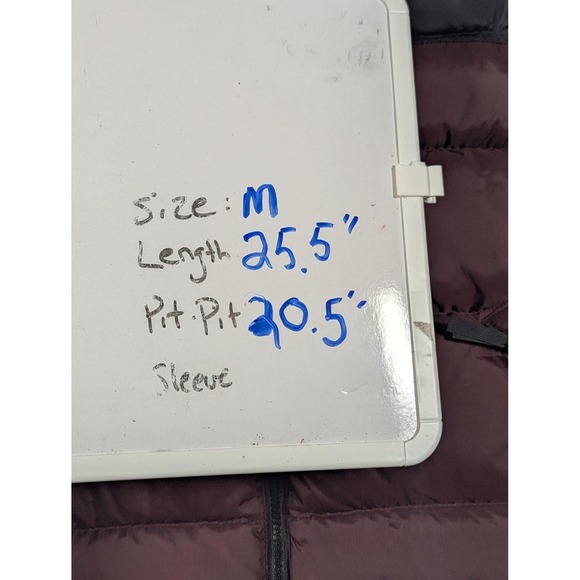 Size: M
Length 25.5"
Pit-Pit 20.5"
Sleeve